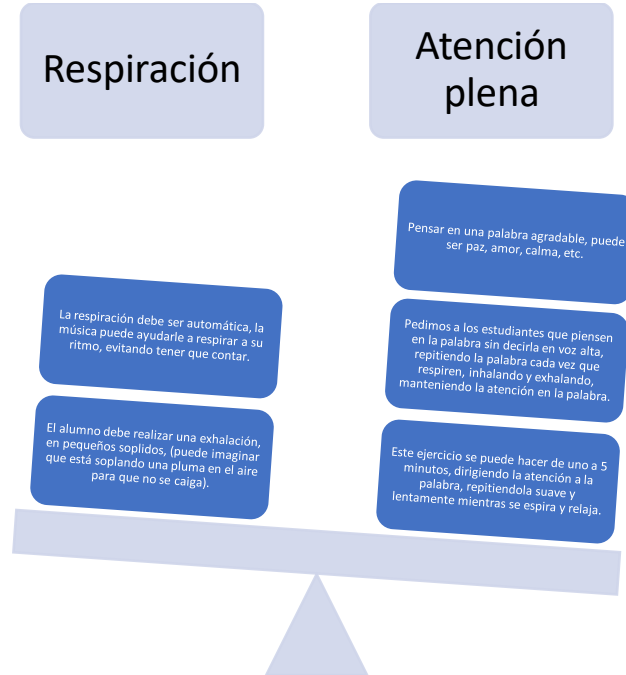 Respiración
Atención
plena
La respiración debe ser automática, la
música puede ayudarle a respirar a su
ritmo, evitando tener que contar.
El alumno debe realizar una exhalación,
en pequeños soplidos, (puede imaginar
que está soplando una pluma en el aire
para que no se caiga).
Pensar en una palabra agradable, puede
ser paz, amor, calma, etc.
Pedimos a los estudiantes que piensen
en la palabra sin decirla en voz alta,
repitiendo la palabra cada vez que
respiren, inhalando y exhalando,
manteniendo la atención en la palabra.
Este ejercicio se puede hacer de uno a 5
minutos, dirigiendo la atención a la
palabra, repitiendola suave y
lentamente mientras se espira y relaja.